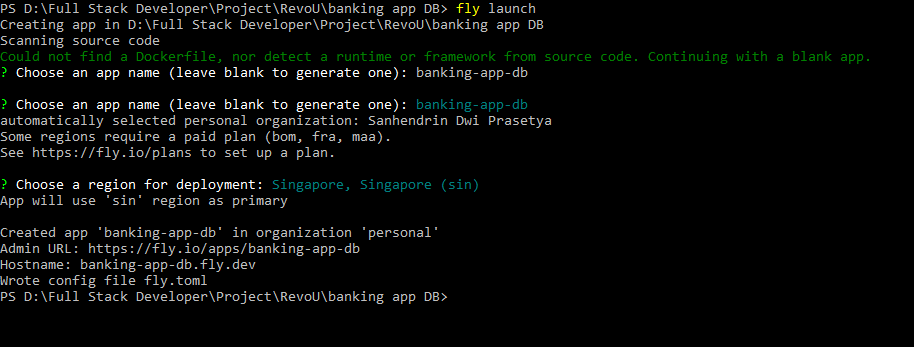 PS D:\Full Stack Developer\Project\RevoU\banking app DB> fly launch
Creating app in D:\Full Stack Developer\Project\RevoU\banking app DB
Scanning source code
Could not find a Dockerfile, nor detect a runtime or framework from source code. Continuing with a blank app.
? Choose an app name (leave blank to generate one): banking-app-db
? Choose an app name (leave blank to generate one): banking-app-db
automatically selected personal organization: Sanhendrin Dwi Prasetya
Some regions require a paid plan (bom, fra, maa).
See https://fly.io/plans to set up a plan.
? Choose a region for deployment: Singapore, Singapore (sin)
App will use 'sin' region as primary
Created app 'banking-app-db' in organization 'personal'
Admin URL: https://fly.io/apps/banking-app-db
Hostname: banking-app-db.fly.dev
Wrote config file fly.toml
PS D:\Full Stack Developer\Project\RevoU\banking app DB>